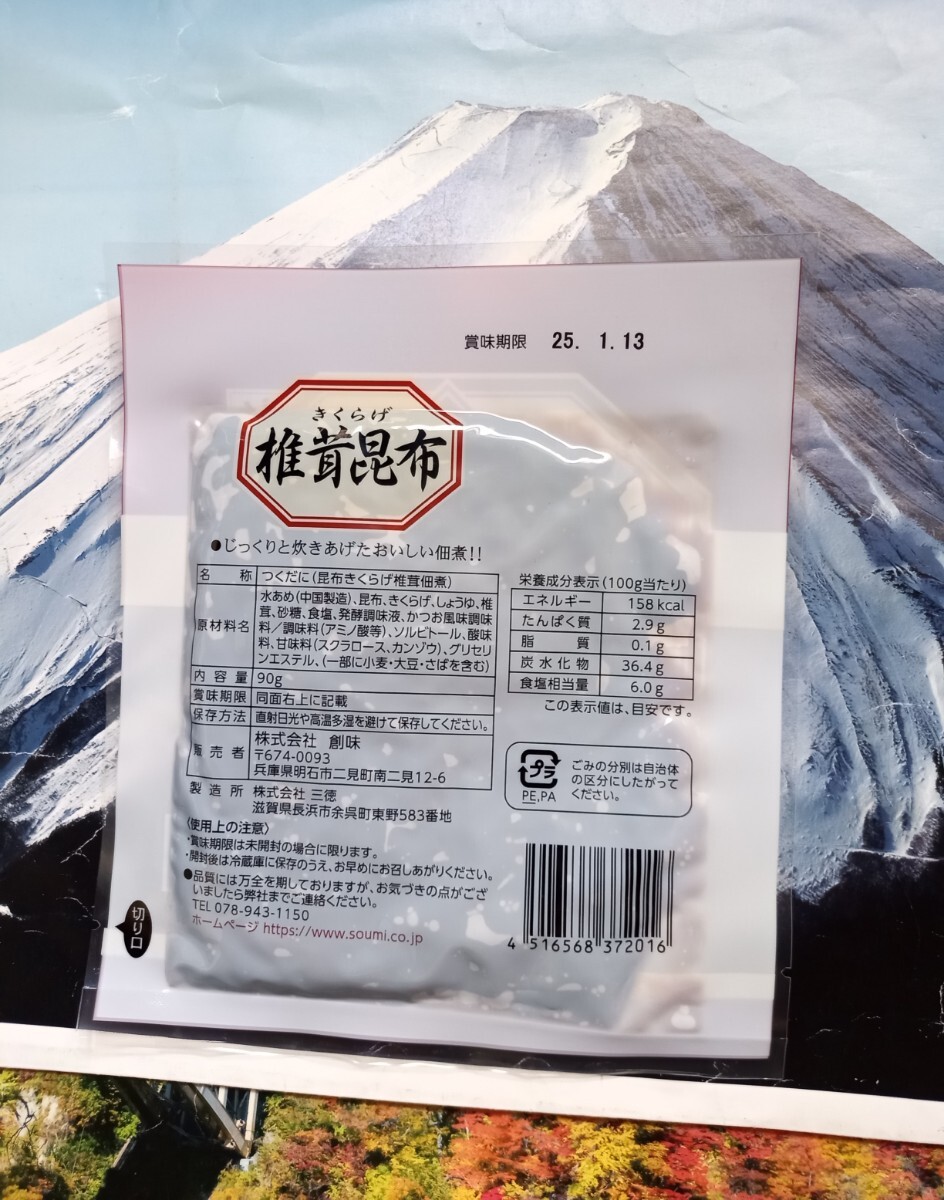 賞味期限 25. 1.13
きくらげ
椎茸昆布
●じっくりと炊きあげたおいしい佃煮!!
名称 つくだに(昆布きくらげ椎茸佃煮)
原材料名 水あめ(中国製造)、昆布、きくらげ、しょうゆ、椎
茸、砂糖、食塩、発酵調味液、かつお風味調味
料/調味料(アミノ酸等)、ソルビトール、酸味
料、甘味料(スクラロース、カンゾウ)、グリセリ
ンエステル、(一部に小麦・大豆・さばを含む)
内容量 90g
賞味期限 同面右上に記載
保存方法 直射日光や高温多湿を避けて保存してください。
販売者 株式会社 創味
〒674-0093
兵庫県明石市二見町南二見12-6
製造所 株式会社 三徳
滋賀県長浜市余呉町東野583番地
〈使用上の注意〉
・賞味期限は未開封の場合に限ります。
・開封後は冷蔵庫に保存のうえ、お早めにお召しあがりください。
●品質には万全を期しておりますが、お気づきの点がござ
いましたら弊社までご連絡ください。
TEL 078-943-1150
ホームページ https://www.soumi.co.jp
栄養成分表示(100g当たり)
エネルギー 158 kcal
たんぱく質 2.9 g
脂質 0.1 g
炭水化物 36.4 g
食塩相当量 6.0 g
この表示値は、目安です。
プラ
PE,PA
ごみの分別は自治体
の区分にしたがって
ください。
4 516568 372016
切り口